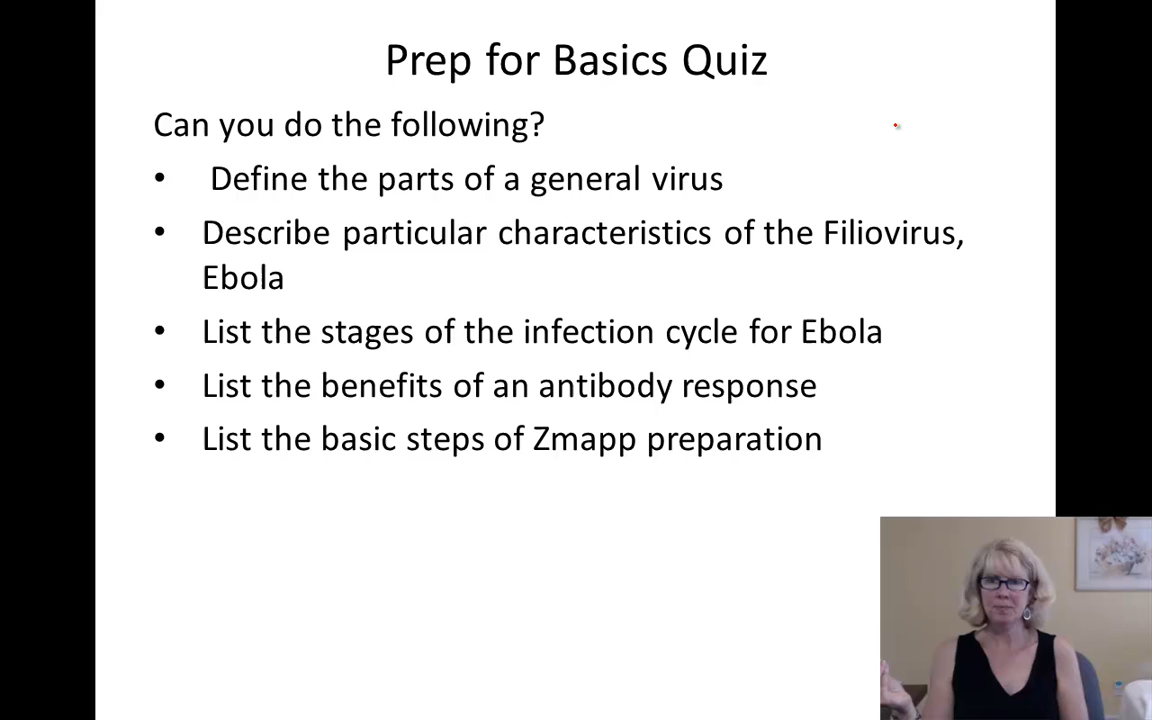 Prep for Basics Quiz
Can you do the following?
• Define the parts of a general virus
• Describe particular characteristics of the Filiovirus,
Ebola
• List the stages of the infection cycle for Ebola
• List the benefits of an antibody response
• List the basic steps of Zmapp preparation